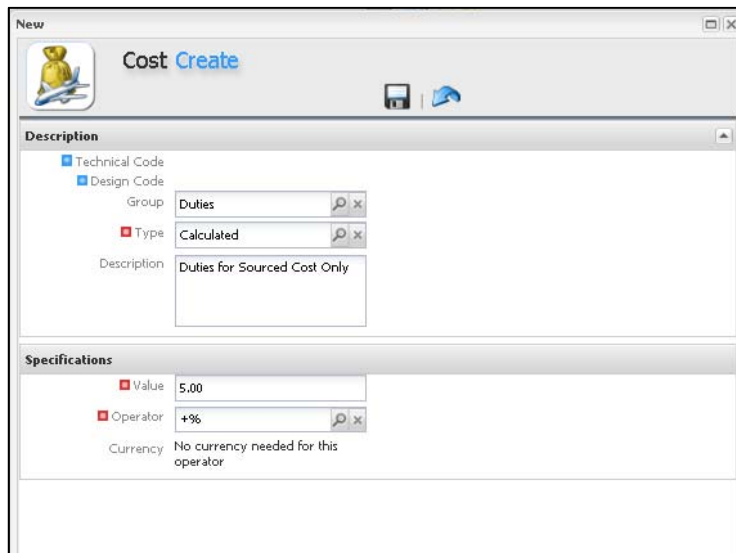 New
Cost Create
Description
Technical Code
Design Code
Group Duties
Type Calculated
Description Duties for Sourced Cost Only
Specifications
Value 5.00
Operator +%
Currency No currency needed for this
operator